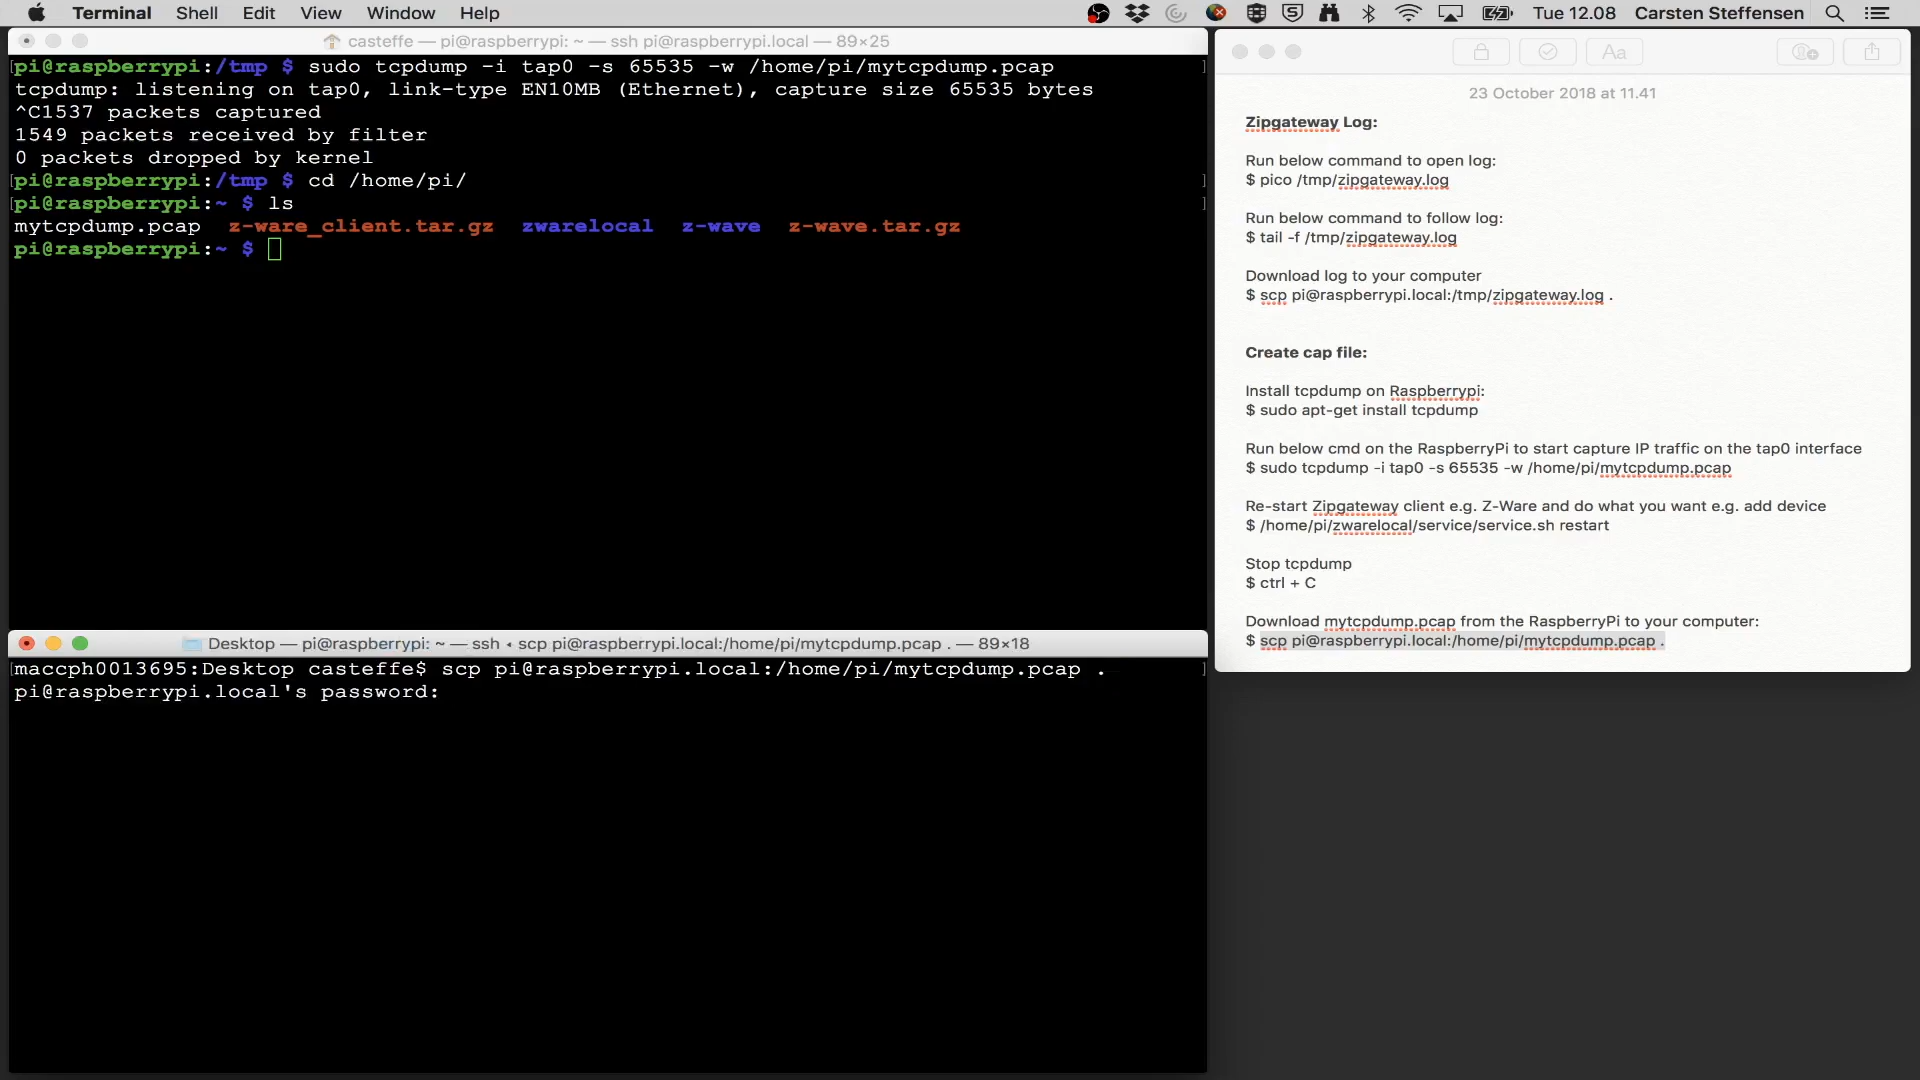 Terminal Shell Edit View Window Help Tue 12.08 Carsten Steffensen
casteffe — pi@raspberrypi: ~ — ssh pi@raspberrypi.local — 89×25
pi@raspberrypi:/tmp $ sudo tcpdump -i tap0 -s 65535 -w /home/pi/mytcpdump.pcap
tcpdump: listening on tap0, link-type EN10MB (Ethernet), capture size 65535 bytes
^C1537 packets captured
1549 packets received by filter
0 packets dropped by kernel
pi@raspberrypi:/tmp $ cd /home/pi/
pi@raspberrypi:~ $ ls
mytcpdump.pcap z-ware_client.tar.gz zwarelocal z-wave z-wave.tar.gz
pi@raspberrypi:~ $
Desktop — pi@raspberrypi: ~ — ssh ◂ scp pi@raspberrypi.local:/home/pi/mytcpdump.pcap . — 89×18
maccph0013695:Desktop casteffe$ scp pi@raspberrypi.local:/home/pi/mytcpdump.pcap .
pi@raspberrypi.local's password:
Aa
23 October 2018 at 11.41
Zipgateway Log:
Run below command to open log:
$ pico /tmp/zipgateway.log
Run below command to follow log:
$ tail -f /tmp/zipgateway.log
Download log to your computer
$ scp pi@raspberrypi.local:/tmp/zipgateway.log .
Create cap file:
Install tcpdump on Raspberrypi:
$ sudo apt-get install tcpdump
Run below cmd on the RaspberryPi to start capture IP traffic on the tap0 interface
$ sudo tcpdump -i tap0 -s 65535 -w /home/pi/mytcpdump.pcap
Re-start Zipgateway client e.g. Z-Ware and do what you want e.g. add device
$ /home/pi/zwarelocal/service/service.sh restart
Stop tcpdump
$ ctrl + C
Download mytcpdump.pcap from the RaspberryPi to your computer:
$ scp pi@raspberrypi.local:/home/pi/mytcpdump.pcap .